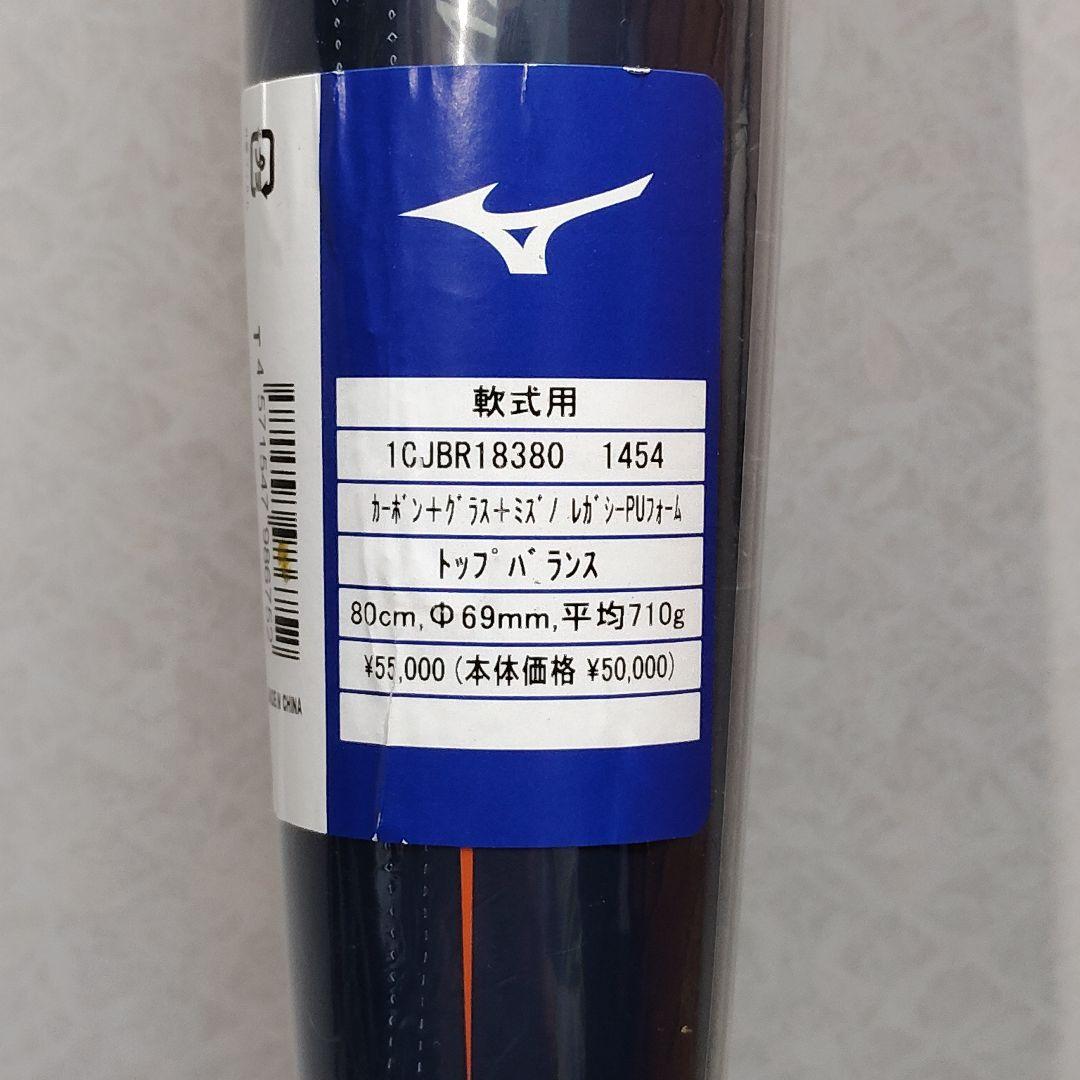 軟式用
1CJBR18380 1454
ｶｰﾎﾞﾝ+ｸﾞﾗｽ+ﾐｽﾞﾉ ﾚｶﾞｼｰPUﾌｫｰﾑ
トップバランス
80cm,Φ69mm,平均710g
¥55,000 (本体価格 ¥50,000)
CHINA